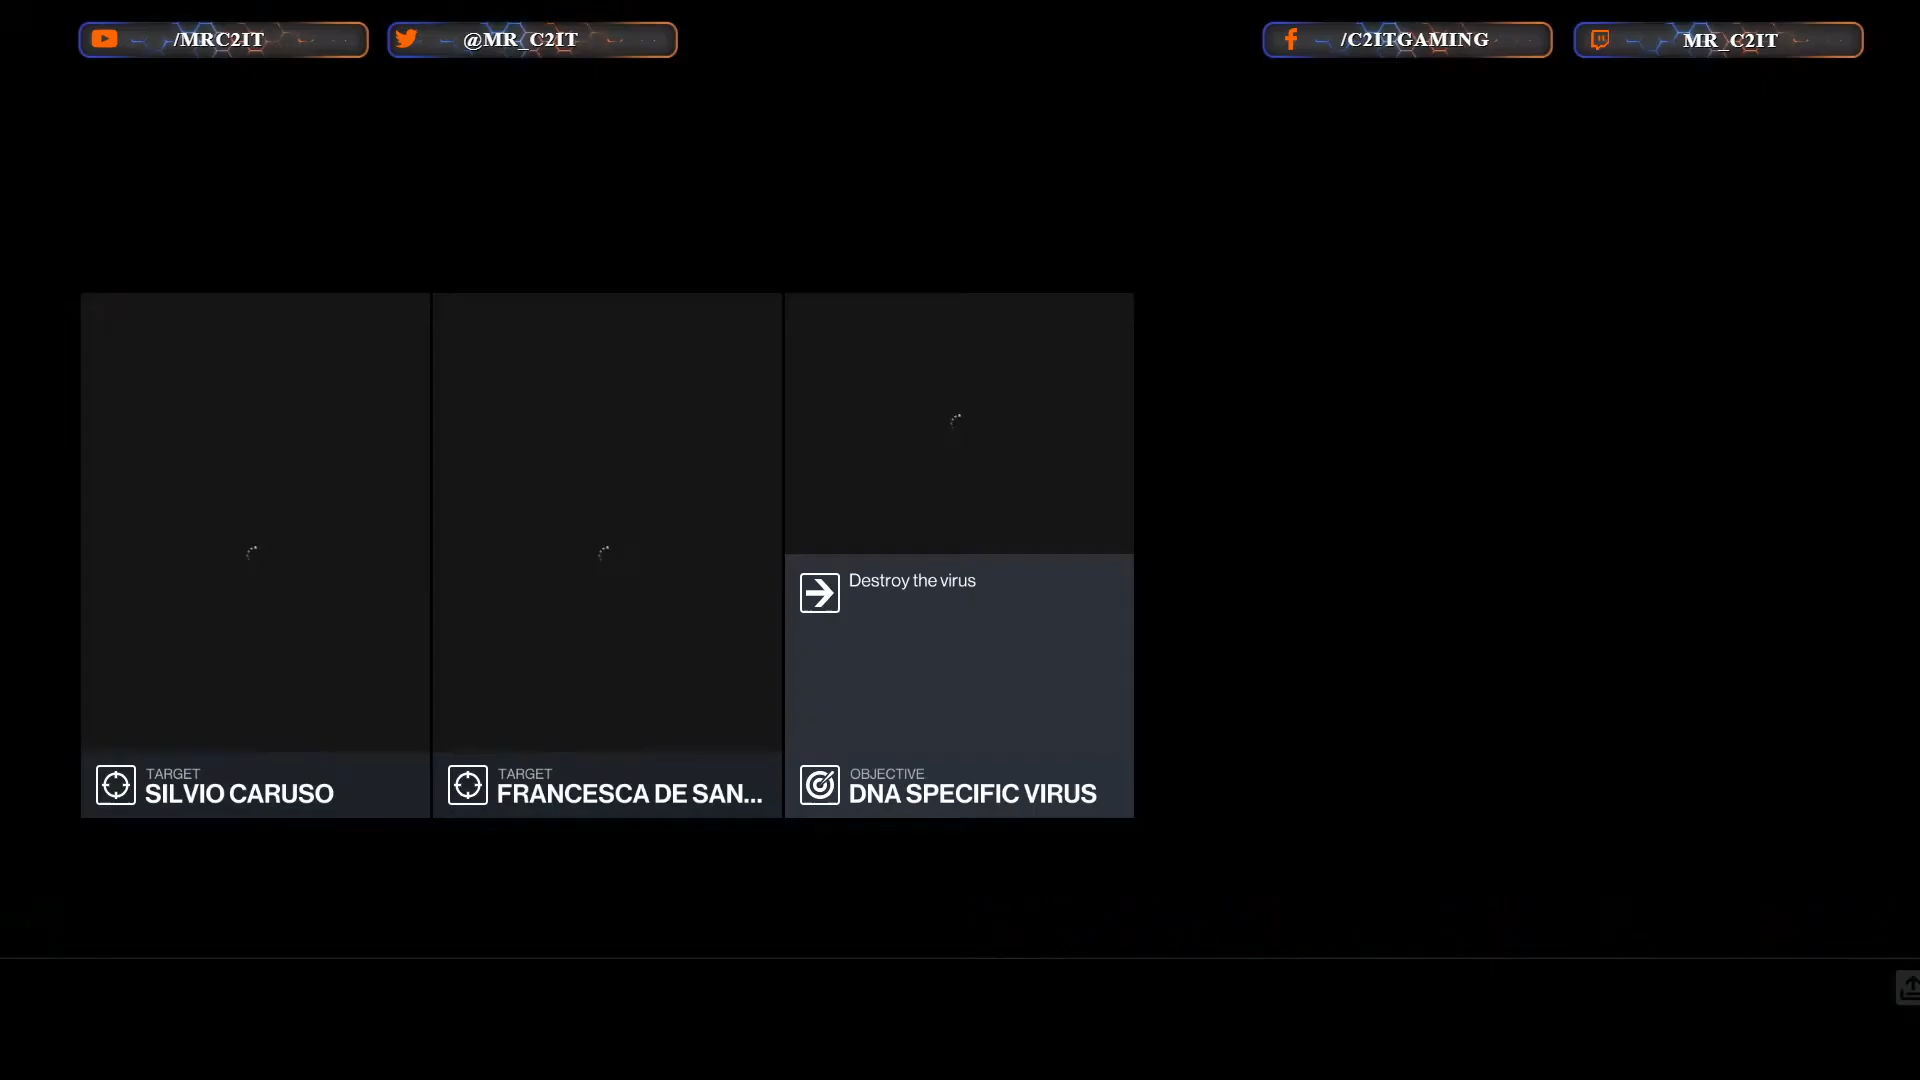 /MRC2IT
@MR_C2IT
/C2ITGAMING
MR_C2IT
Destroy the virus
TARGET
SILVIO CARUSO
TARGET
FRANCESCA DE SAN...
OBJECTIVE
DNA SPECIFIC VIRUS